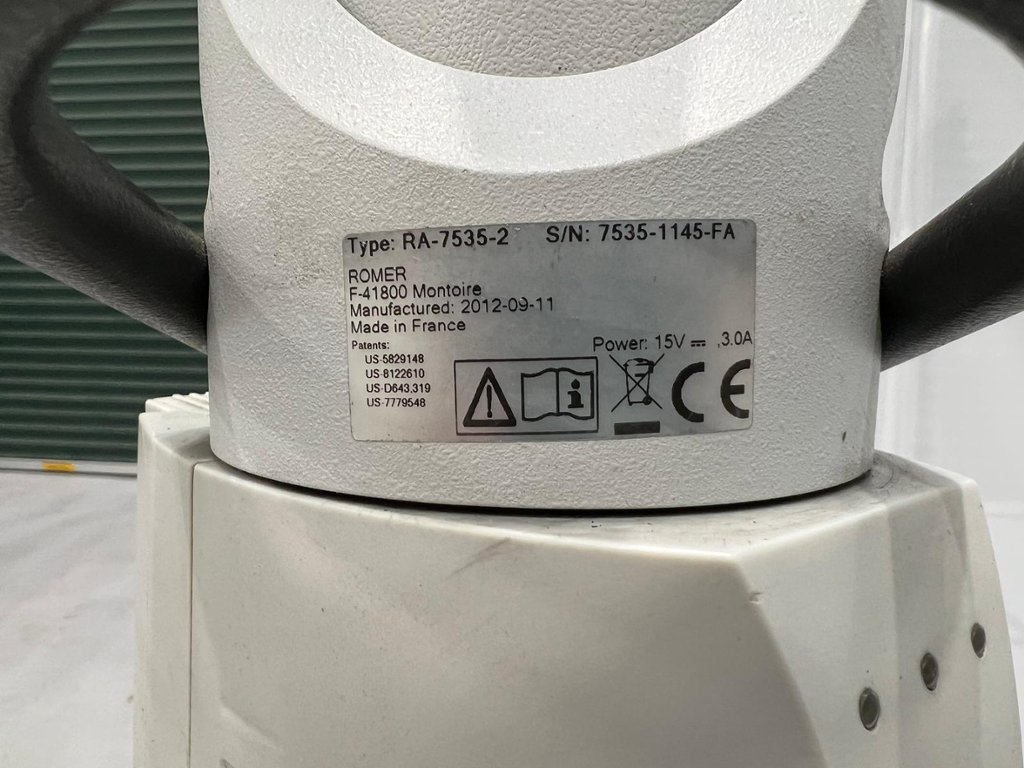 Type: RA-7535-2 S/N: 7535-1145-FA
ROMER
F-41800 Montoire
Manufactured: 2012-09-11
Made in France
Patents:
US-5829148
US-8122610
US-D643,319
US-7779548
Power: 15V ⎓ ,3.0A
i
CE